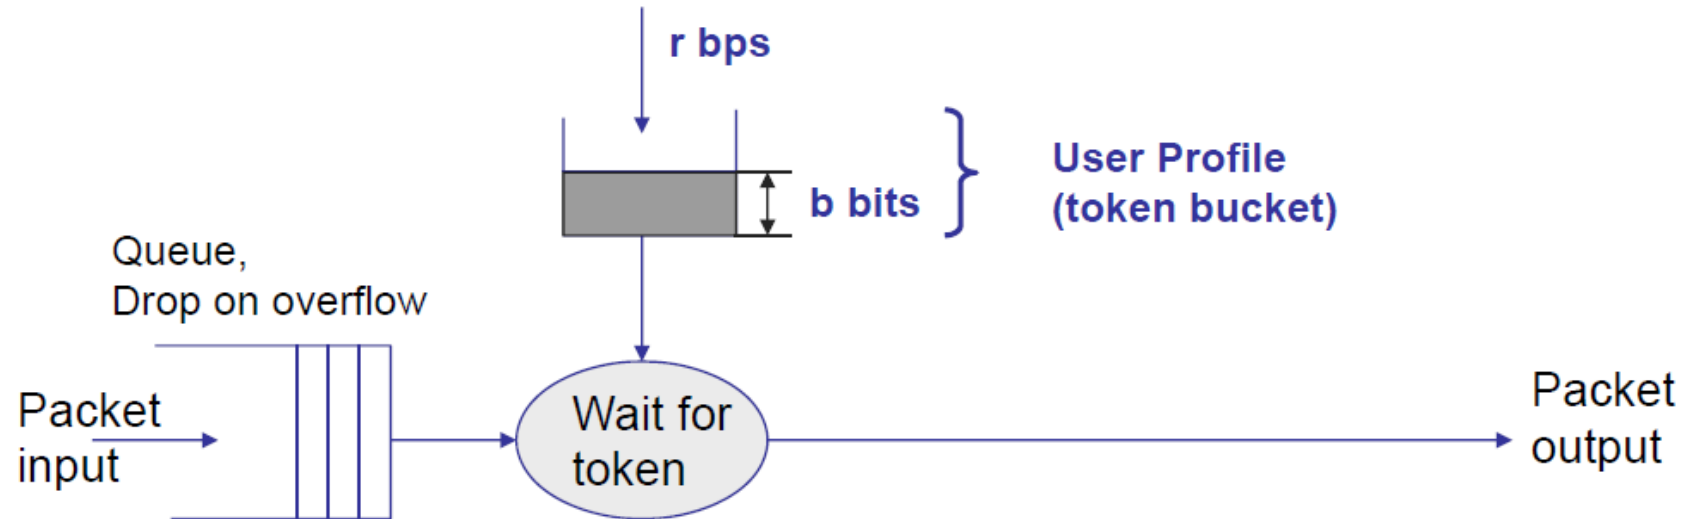 r bps
User Profile
(token bucket)
b bits
Queue,
Drop on overflow
Packet
input
Wait for
token
Packet
output